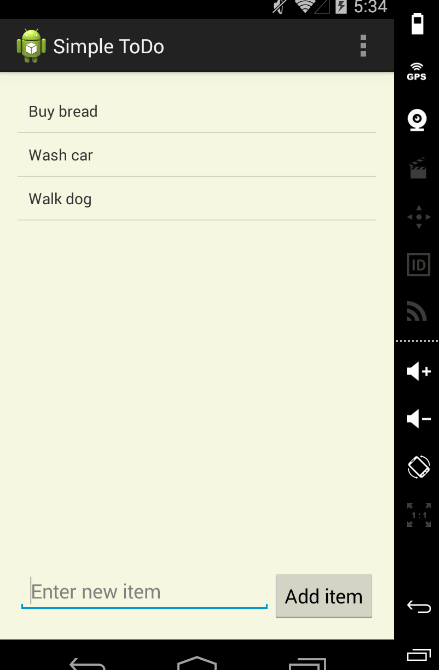 5:34
Simple ToDo
GPS
Buy bread
Wash car
Walk dog
ID
1:1
Enter new item
Add item